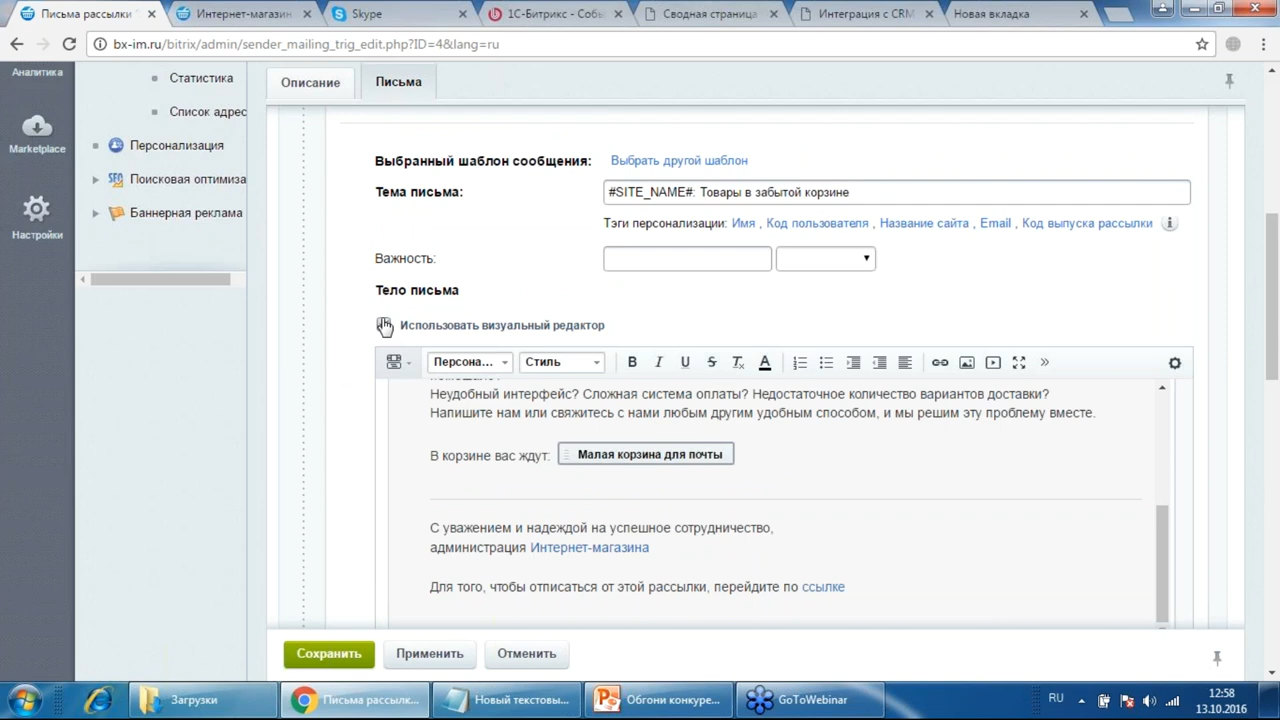 Письма рассылки
Интернет-магазин
Skype
1С-Битрикс - Собы
Сводная страница
Интеграция с CRM
Новая вкладка
bx-im.ru/bitrix/admin/sender_mailing_trig_edit.php?ID=4&lang=ru
Аналитика
Marketplace
Настройки
Статистика
Список адрес
Персонализация
Поисковая оптимиза
Баннерная реклама
Описание
Письма
Выбранный шаблон сообщения: Выбрать другой шаблон
Тема письма: #SITE_NAME#: Товары в забытой корзине
Тэги персонализации: Имя , Код пользователя , Название сайта , Email , Код выпуска рассылки
Важность:
Тело письма
Использовать визуальный редактор
Персона... Стиль B I U S Tx A »
Неудобный интерфейс? Сложная система оплаты? Недостаточное количество вариантов доставки?
Напишите нам или свяжитесь с нами любым другим удобным способом, и мы решим эту проблему вместе.
В корзине вас ждут: Малая корзина для почты
С уважением и надеждой на успешное сотрудничество,
администрация Интернет-магазина
Для того, чтобы отписаться от этой рассылки, перейдите по ссылке
Сохранить
Применить
Отменить
Загрузки
Письма рассылк...
Новый текстовы...
Обгони конкуре...
GoToWebinar
RU
12:58
13.10.2016